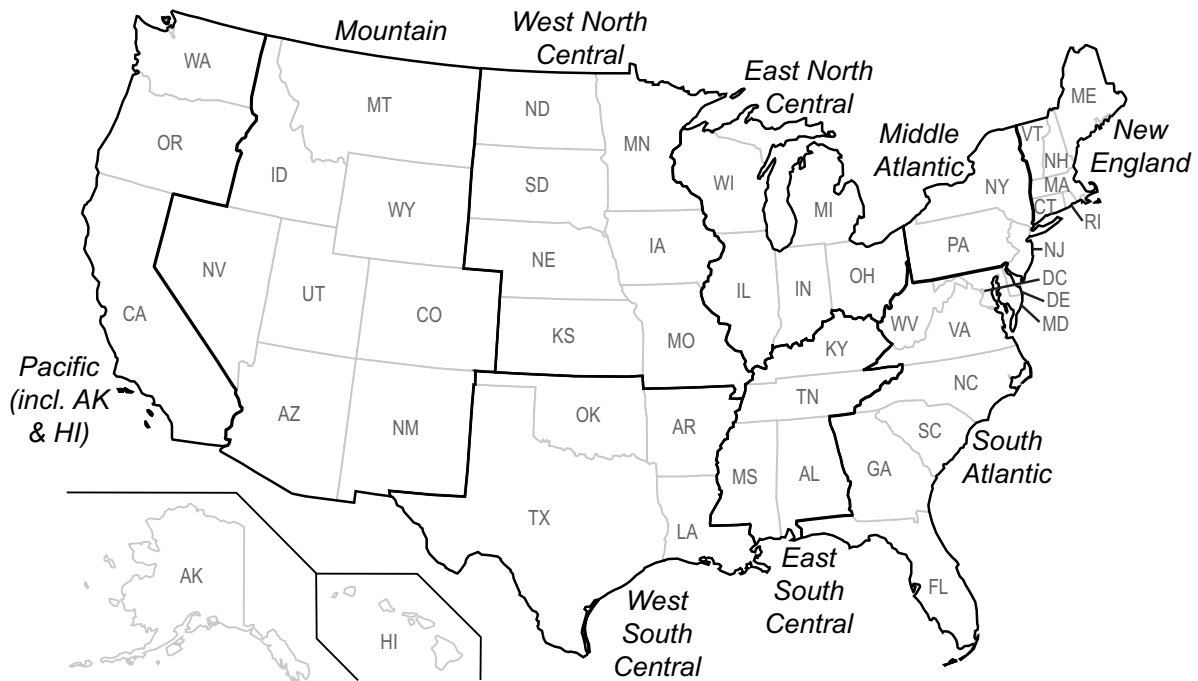 Mountain
West North
Central
East North
Central
Middle
Atlantic
New
England
Pacific
(incl. AK
& HI)
South
Atlantic
East
South
Central
West
South
Central
WA
MT
ND
MN
ME
OR
ID
SD
WI
MI
VT
NH
NY
MA
CT
RI
WY
NE
IA
PA
NJ
NV
UT
CO
KS
MO
IL
IN
OH
DC
DE
MD
WV
VA
CA
KY
AZ
NM
OK
AR
TN
NC
SC
TX
LA
MS
AL
GA
FL
AK
HI